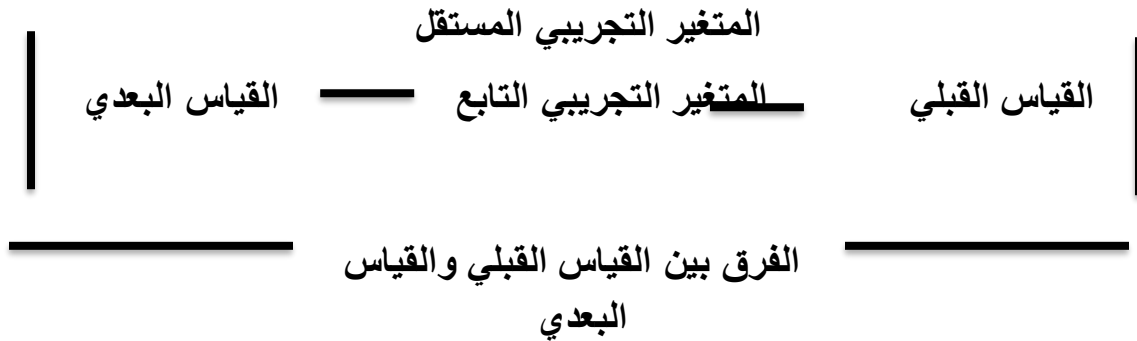 المتغير التجريبي المستقل
القياس القبلي المتغير التجريبي التابع القياس البعدي
الفرق بين القياس القبلي والقياس
البعدي